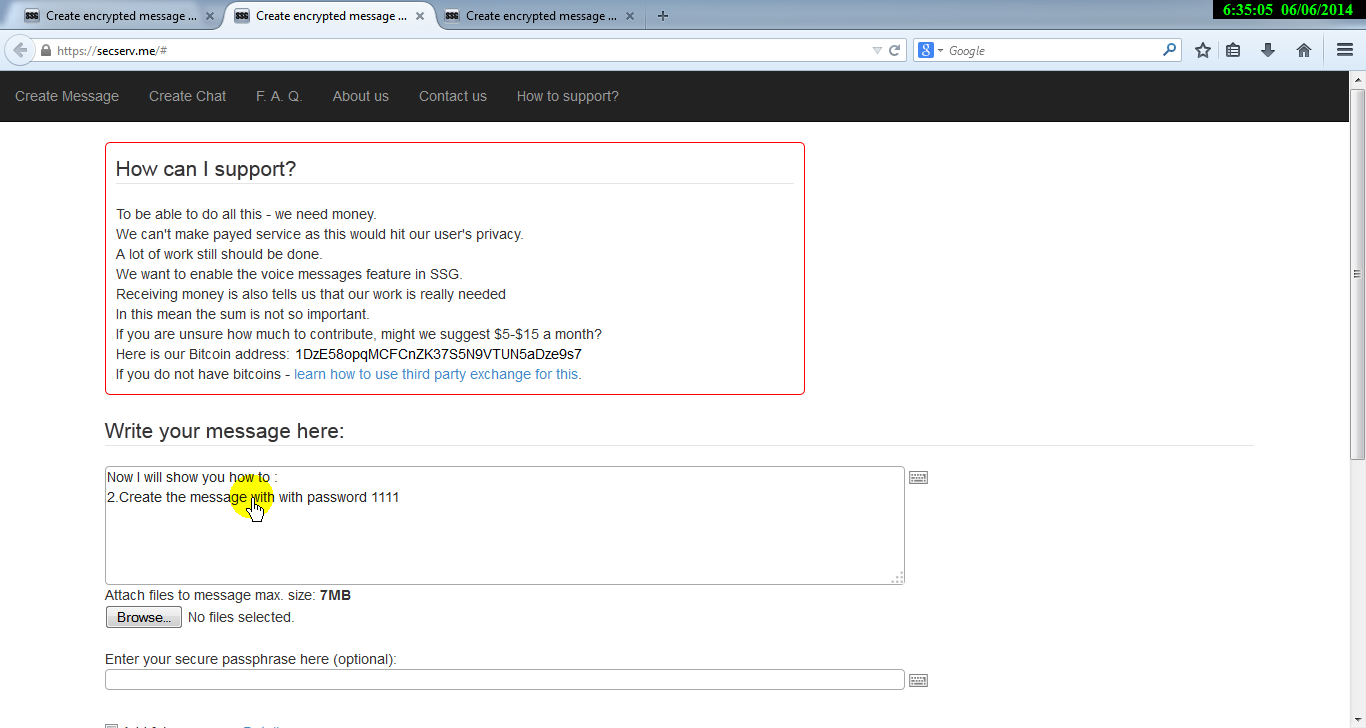 Create encrypted message ...
Create encrypted message ...
Create encrypted message ...
6:35:05 06/06/2014
https://secserv.me/#
Google
Create Message
Create Chat
F. A. Q.
About us
Contact us
How to support?
How can I support?
To be able to do all this - we need money.
We can't make payed service as this would hit our user's privacy.
A lot of work still should be done.
We want to enable the voice messages feature in SSG.
Receiving money is also tells us that our work is really needed
In this mean the sum is not so important.
If you are unsure how much to contribute, might we suggest $5-$15 a month?
Here is our Bitcoin address: 1DzE58opqMCFCnZK37S5N9VTUN5aDze9s7
If you do not have bitcoins - learn how to use third party exchange for this.
Write your message here:
Now I will show you how to :
2.Create the message with with password 1111
Attach files to message max. size: 7MB
Browse... No files selected.
Enter your secure passphrase here (optional):